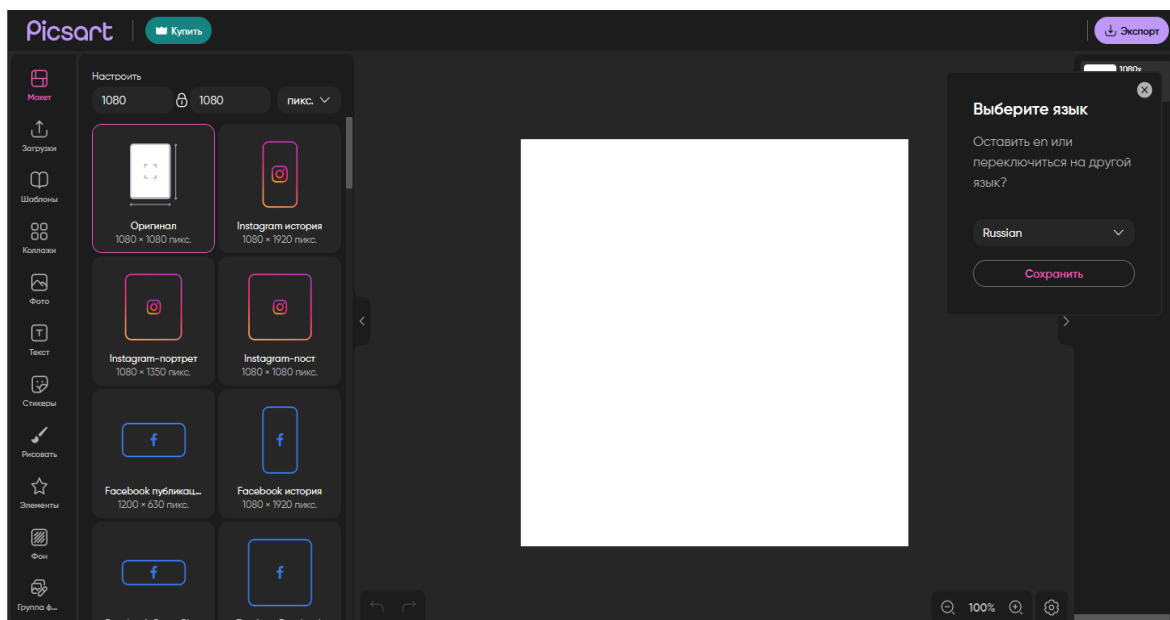 Picsart
Купить
Экспорт
Макет
Загрузки
Шаблоны
Коллажи
Фото
Текст
Стикеры
Рисовать
Элементы
Фон
Группа ф...
Настроить
1080
1080
пикс.
Оригинал
1080 × 1080 пикс.
Instagram история
1080 × 1920 пикс.
Instagram-портрет
1080 × 1350 пикс.
Instagram-пост
1080 × 1080 пикс.
Facebook публикац...
1200 × 630 пикс.
Facebook история
1080 × 1920 пикс.
100%
1080x
Выберите язык
Оставить en или
переключиться на другой
язык?
Russian
Сохранить